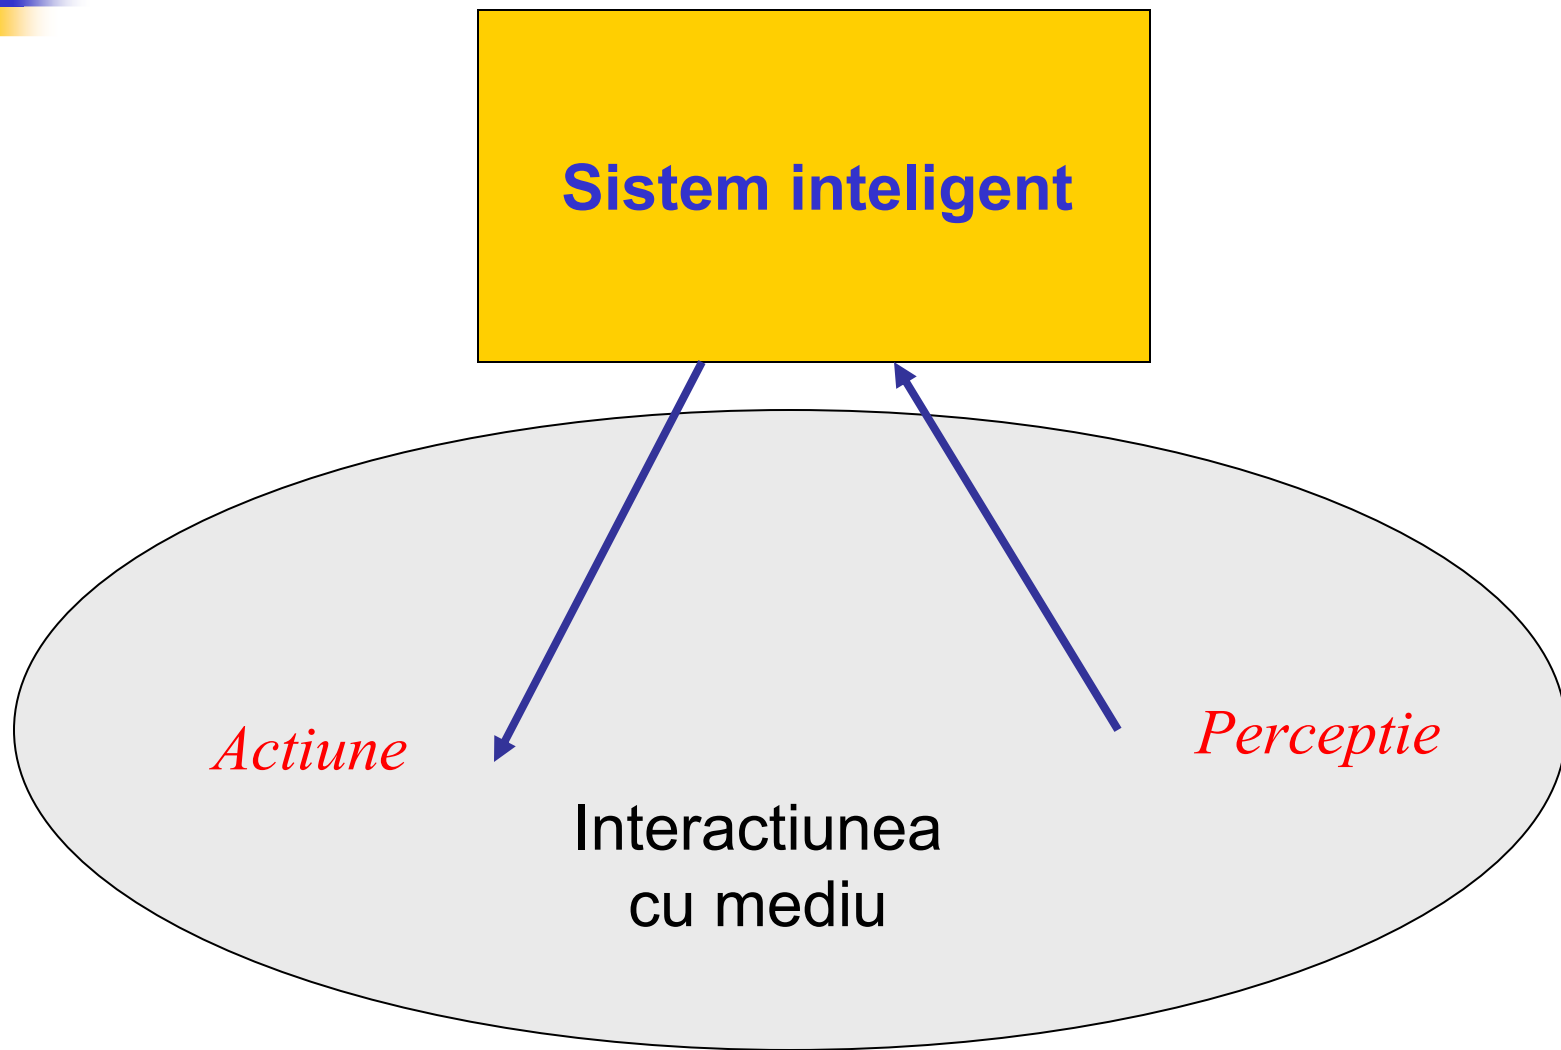 Sistem inteligent
Actiune
Perceptie
Interactiunea
cu mediu